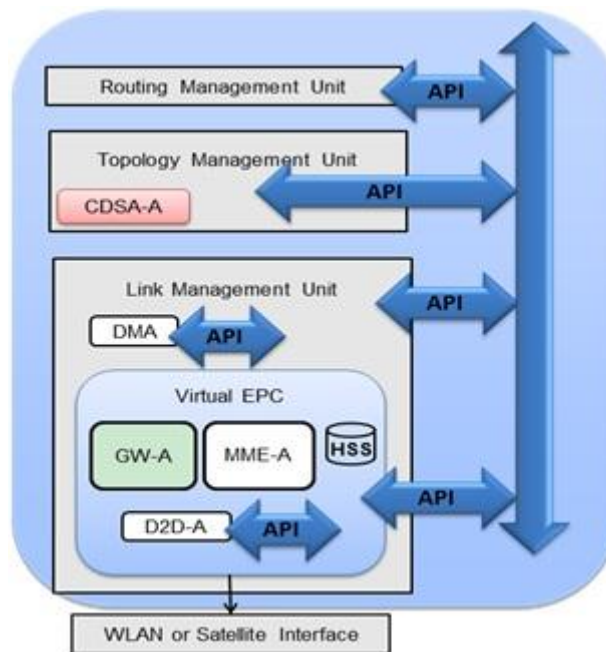 Routing Management Unit
API
Topology Management Unit
API
CDSA-A
Link Management Unit
API
DMA
API
Virtual EPC
GW-A
MME-A
HSS
API
D2D-A
API
WLAN or Satellite Interface